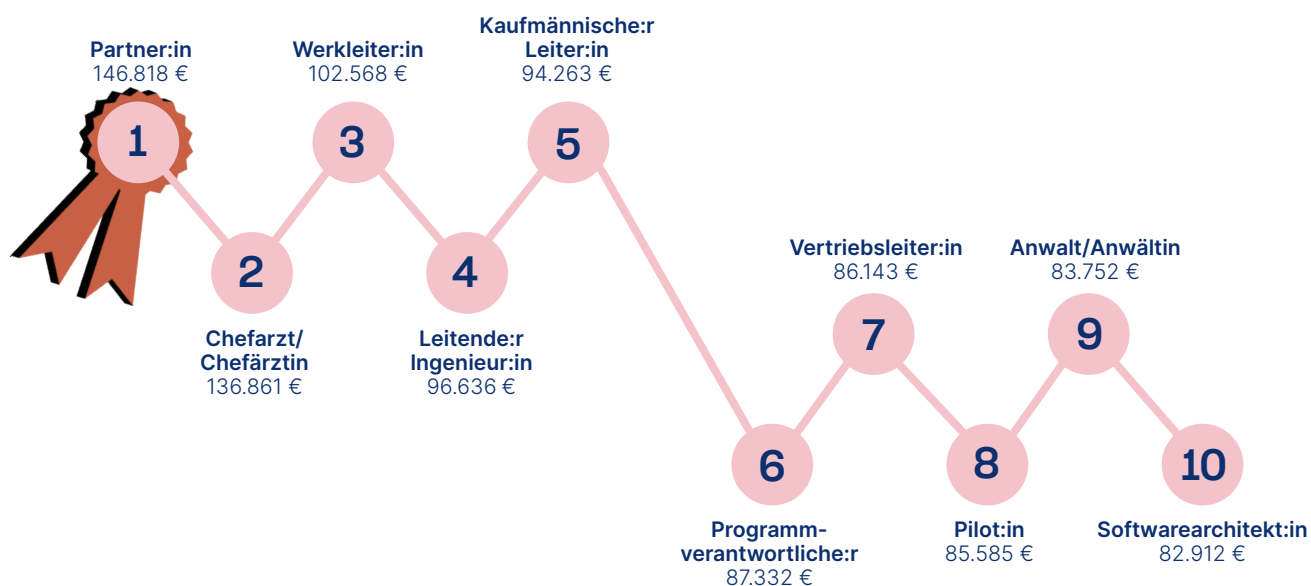 Partner:in
146.818 €
1
2
Chefarzt/
Chefärztin
136.861 €
Werkleiter:in
102.568 €
3
4
Leitende:r
Ingenieur:in
96.636 €
Kaufmännische:r
Leiter:in
94.263 €
5
6
Programm-
verantwortliche:r
87.332 €
Vertriebsleiter:in
86.143 €
7
8
Pilot:in
85.585 €
Anwalt/Anwältin
83.752 €
9
10
Softwarearchitekt:in
82.912 €